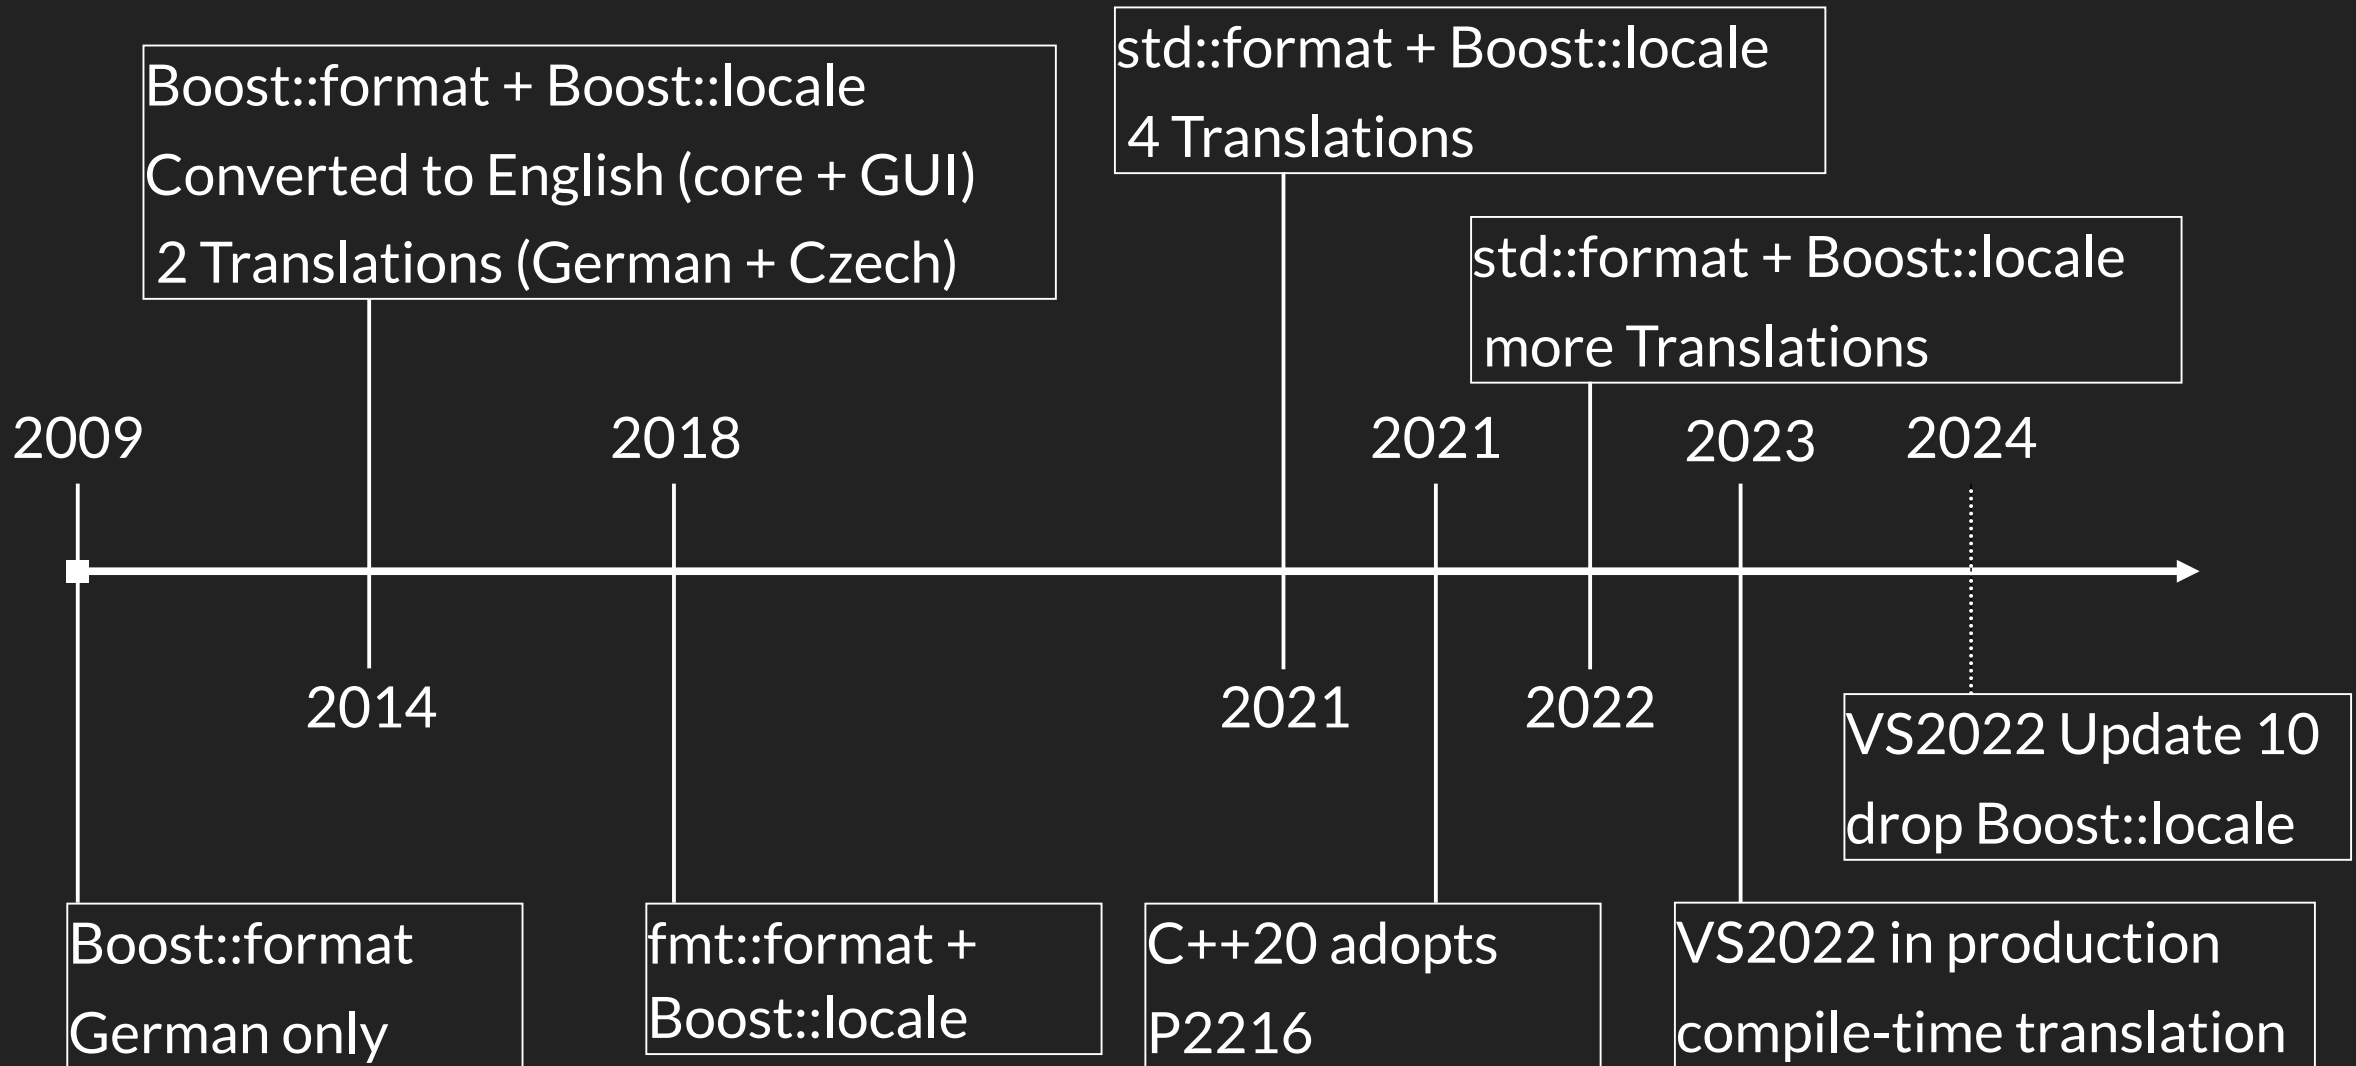 std::format + Boost::locale
4 Translations
Boost::format + Boost::locale
Converted to English (core + GUI)
2 Translations (German + Czech)
std::format + Boost::locale
more Translations
2009
2018
2021
2023
2024
2014
2021
2022
VS2022 Update 10
drop Boost::locale
Boost::format
German only
fmt::format +
Boost::locale
C++20 adopts
P2216
VS2022 in production
compile-time translation